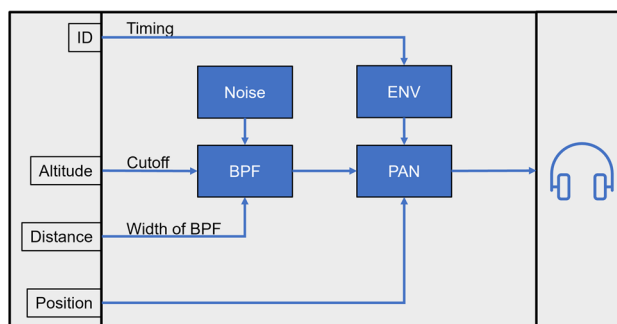 ID
Timing
Noise
ENV
Altitude
Cutoff
BPF
PAN
Distance
Width of BPF
Position